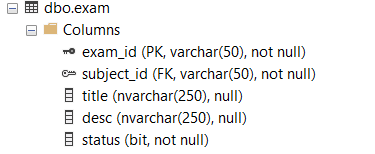 dbo.exam
Columns
exam_id (PK, varchar(50), not null)
subject_id (FK, varchar(50), not null)
title (nvarchar(250), null)
desc (nvarchar(250), null)
status (bit, not null)